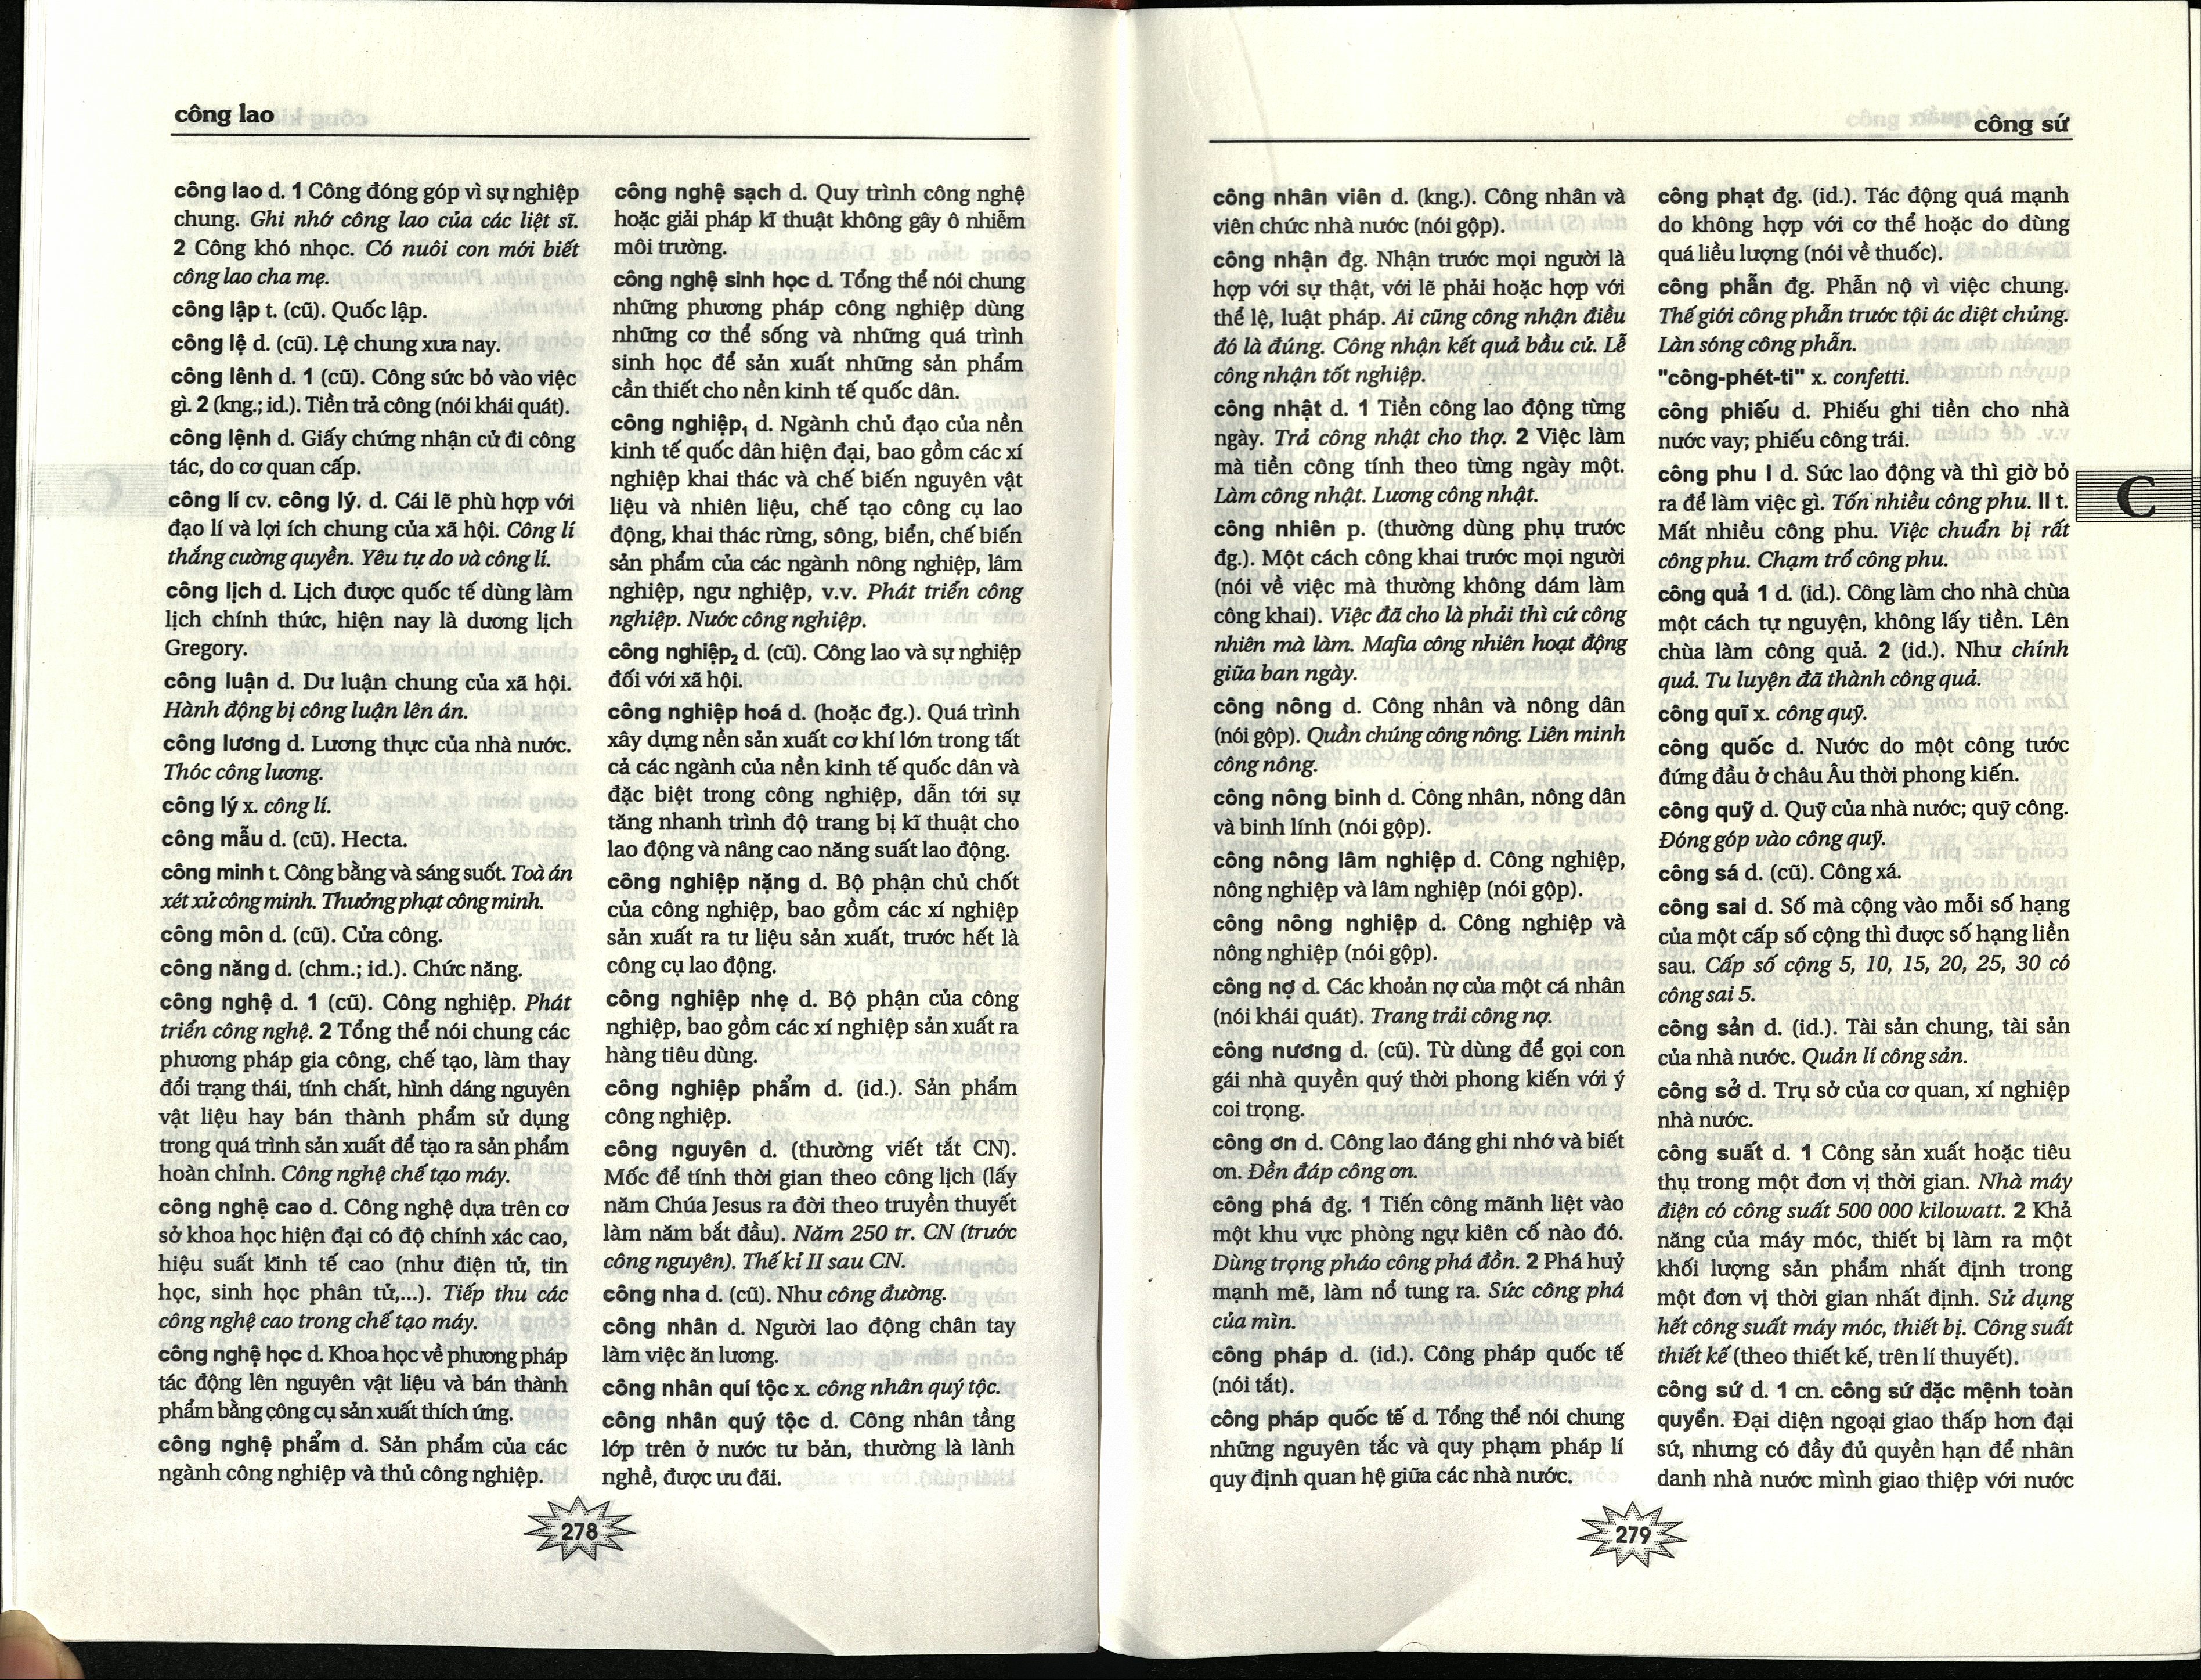 công lao
công lao d. 1 Công đóng góp vì sự nghiệp
chung. Ghi nhớ công lao của các liệt sĩ.
2 Công khó nhọc. Có nuôi con mới biết
công lao cha mẹ.
công lập t. (cũ). Quốc lập.
công lệ d. (cũ). Lệ chung xưa nay.
công lênh d. 1 (cũ). Công sức bỏ vào việc
gì. 2 (kng.; id.). Tiền trả công (nói khái quát).
công lệnh d. Giấy chứng nhận cử đi công
tác, do cơ quan cấp.
công lí cv. công lý. d. Cái lẽ phù hợp với
đạo lí và lợi ích chung của xã hội. Công lí
thắng cường quyền. Yêu tự do và công lí.
công lịch d. Lịch được quốc tế dùng làm
lịch chính thức, hiện nay là dương lịch
Gregory.
công luận d. Dư luận chung của xã hội.
Hành động bị công luận lên án.
công lương d. Lương thực của nhà nước.
Thóc công lương.
công lý x. công lí.
công mẫu d. (cũ). Hecta.
công minh t. Công bằng và sáng suốt. Toà án
xét xử công minh. Thưởng phạt công minh.
công môn d. (cũ). Cửa công.
công năng d. (chm.; id.). Chức năng.
công nghệ d. 1 (cũ). Công nghiệp. Phát
triển công nghệ. 2 Tổng thể nói chung các
phương pháp gia công, chế tạo, làm thay
đổi trạng thái, tính chất, hình dáng nguyên
vật liệu hay bán thành phẩm sử dụng
trong quá trình sản xuất để tạo ra sản phẩm
hoàn chỉnh. Công nghệ chế tạo máy.
công nghệ cao d. Công nghệ dựa trên cơ
sở khoa học hiện đại có độ chính xác cao,
hiệu suất kinh tế cao (như điện tử, tin
học, sinh học phân tử,...). Tiếp thu các
công nghệ cao trong chế tạo máy.
công nghệ học d. Khoa học về phương pháp
tác động lên nguyên vật liệu và bán thành
phẩm bằng công cụ sản xuất thích ứng.
công nghệ phẩm d. Sản phẩm của các
ngành công nghiệp và thủ công nghiệp.
công nghệ sạch d. Quy trình công nghệ
hoặc giải pháp kĩ thuật không gây ô nhiễm
môi trường.
công nghệ sinh học d. Tổng thể nói chung
những phương pháp công nghiệp dùng
những cơ thể sống và những quá trình
sinh học để sản xuất những sản phẩm
cần thiết cho nền kinh tế quốc dân.
công nghiệp₁ d. Ngành chủ đạo của nền
kinh tế quốc dân hiện đại, bao gồm các xí
nghiệp khai thác và chế biến nguyên vật
liệu và nhiên liệu, chế tạo công cụ lao
động, khai thác rừng, sông, biển, chế biến
sản phẩm của các ngành nông nghiệp, lâm
nghiệp, ngư nghiệp, v.v. Phát triển công
nghiệp. Nước công nghiệp.
công nghiệp₂ d. (cũ). Công lao và sự nghiệp
đối với xã hội.
công nghiệp hoá d. (hoặc đg.). Quá trình
xây dựng nền sản xuất cơ khí lớn trong tất
cả các ngành của nền kinh tế quốc dân và
đặc biệt trong công nghiệp, dẫn tới sự
tăng nhanh trình độ trang bị kĩ thuật cho
lao động và nâng cao năng suất lao động.
công nghiệp nặng d. Bộ phận chủ chốt
của công nghiệp, bao gồm các xí nghiệp
sản xuất ra tư liệu sản xuất, trước hết là
công cụ lao động.
công nghiệp nhẹ d. Bộ phận của công
nghiệp, bao gồm các xí nghiệp sản xuất ra
hàng tiêu dùng.
công nghiệp phẩm d. (id.). Sản phẩm
công nghiệp.
công nguyên d. (thường viết tắt CN).
Mốc để tính thời gian theo công lịch (lấy
năm Chúa Jesus ra đời theo truyền thuyết
làm năm bắt đầu). Năm 250 tr. CN (trước
công nguyên). Thế kỉ II sau CN.
công nha d. (cũ). Như công đường.
công nhân d. Người lao động chân tay
làm việc ăn lương.
công nhân quí tộc x. công nhân quý tộc.
công nhân quý tộc d. Công nhân tầng
lớp trên ở nước tư bản, thường là lành
nghề, được ưu đãi.
278
công sứ
công nhân viên d. (kng.). Công nhân và
viên chức nhà nước (nói gộp).
công nhận đg. Nhận trước mọi người là
hợp với sự thật, với lẽ phải hoặc hợp với
thể lệ, luật pháp. Ai cũng công nhận điều
đó là đúng. Công nhận kết quả bầu cử. Lễ
công nhận tốt nghiệp.
công nhật d. 1 Tiền công lao động từng
ngày. Trả công nhật cho thợ. 2 Việc làm
mà tiền công tính theo từng ngày một.
Làm công nhật. Lương công nhật.
công nhiên p. (thường dùng phụ trước
đg.). Một cách công khai trước mọi người
(nói về việc mà thường không dám làm
công khai). Việc đã cho là phải thì cứ công
nhiên mà làm. Mafia công nhiên hoạt động
giữa ban ngày.
công nông d. Công nhân và nông dân
(nói gộp). Quần chúng công nông. Liên minh
công nông.
công nông binh d. Công nhân, nông dân
và binh lính (nói gộp).
công nông lâm nghiệp d. Công nghiệp,
nông nghiệp và lâm nghiệp (nói gộp).
công nông nghiệp d. Công nghiệp và
nông nghiệp (nói gộp).
công nợ d. Các khoản nợ của một cá nhân
(nói khái quát). Trang trải công nợ.
công nương d. (cũ). Từ dùng để gọi con
gái nhà quyền quý thời phong kiến với ý
coi trọng.
công ơn d. Công lao đáng ghi nhớ và biết
ơn. Đền đáp công ơn.
công phá đg. 1 Tiến công mãnh liệt vào
một khu vực phòng ngự kiên cố nào đó.
Dùng trọng pháo công phá đồn. 2 Phá huỷ
mạnh mẽ, làm nổ tung ra. Sức công phá
của mìn.
công pháp d. (id.). Công pháp quốc tế
(nói tắt).
công pháp quốc tế d. Tổng thể nói chung
những nguyên tắc và quy phạm pháp lí
quy định quan hệ giữa các nhà nước.
công phạt đg. (id.). Tác động quá mạnh
do không hợp với cơ thể hoặc do dùng
quá liều lượng (nói về thuốc).
công phẫn đg. Phẫn nộ vì việc chung.
Thế giới công phẫn trước tội ác diệt chủng.
Làn sóng công phẫn.
"công-phét-ti" x. confetti.
công phiếu d. Phiếu ghi tiền cho nhà
nước vay; phiếu công trái.
công phu I d. Sức lao động và thì giờ bỏ
ra để làm việc gì. Tốn nhiều công phu. II t.
Mất nhiều công phu. Việc chuẩn bị rất
công phu. Chạm trổ công phu.
công quả 1 d. (id.). Công làm cho nhà chùa
một cách tự nguyện, không lấy tiền. Lên
chùa làm công quả. 2 (id.). Như chính
quả. Tu luyện đã thành công quả.
công quĩ x. công quỹ.
công quốc d. Nước do một công tước
đứng đầu ở châu Âu thời phong kiến.
công quỹ d. Quỹ của nhà nước; quỹ công.
Đóng góp vào công quỹ.
công sá d. (cũ). Công xá.
công sai d. Số mà cộng vào mỗi số hạng
của một cấp số cộng thì được số hạng liền
sau. Cấp số cộng 5, 10, 15, 20, 25, 30 có
công sai 5.
công sản d. (id.). Tài sản chung, tài sản
của nhà nước. Quản lí công sản.
công sở d. Trụ sở của cơ quan, xí nghiệp
nhà nước.
công suất d. 1 Công sản xuất hoặc tiêu
thụ trong một đơn vị thời gian. Nhà máy
điện có công suất 500 000 kilowatt. 2 Khả
năng của máy móc, thiết bị làm ra một
khối lượng sản phẩm nhất định trong
một đơn vị thời gian nhất định. Sử dụng
hết công suất máy móc, thiết bị. Công suất
thiết kế (theo thiết kế, trên lí thuyết).
công sứ d. 1 cn. công sứ đặc mệnh toàn
quyền. Đại diện ngoại giao thấp hơn đại
sứ, nhưng có đầy đủ quyền hạn để nhân
danh nhà nước mình giao thiệp với nước
C
279